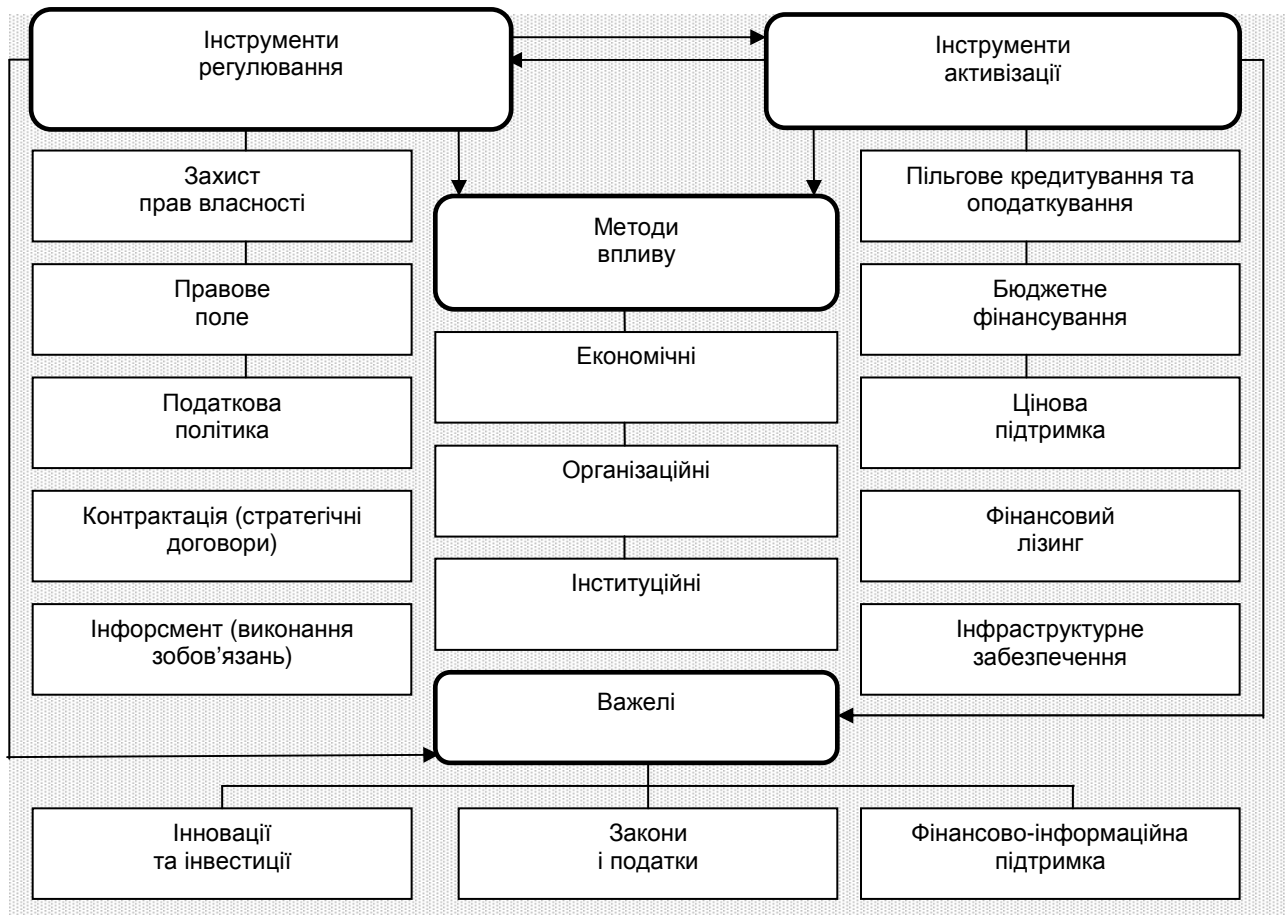 Інструменти
регулювання
Інструменти
активізації
Захист
прав власності
Правове
поле
Податкова
політика
Контрактація (стратегічні
договори)
Інфорсмент (виконання
зобов’язань)
Методи
впливу
Економічні
Організаційні
Інституційні
Пільгове кредитування та
оподаткування
Бюджетне
фінансування
Цінова
підтримка
Фінансовий
лізинг
Інфраструктурне
забезпечення
Важелі
Інновації
та інвестиції
Закони
і податки
Фінансово-інформаційна
підтримка